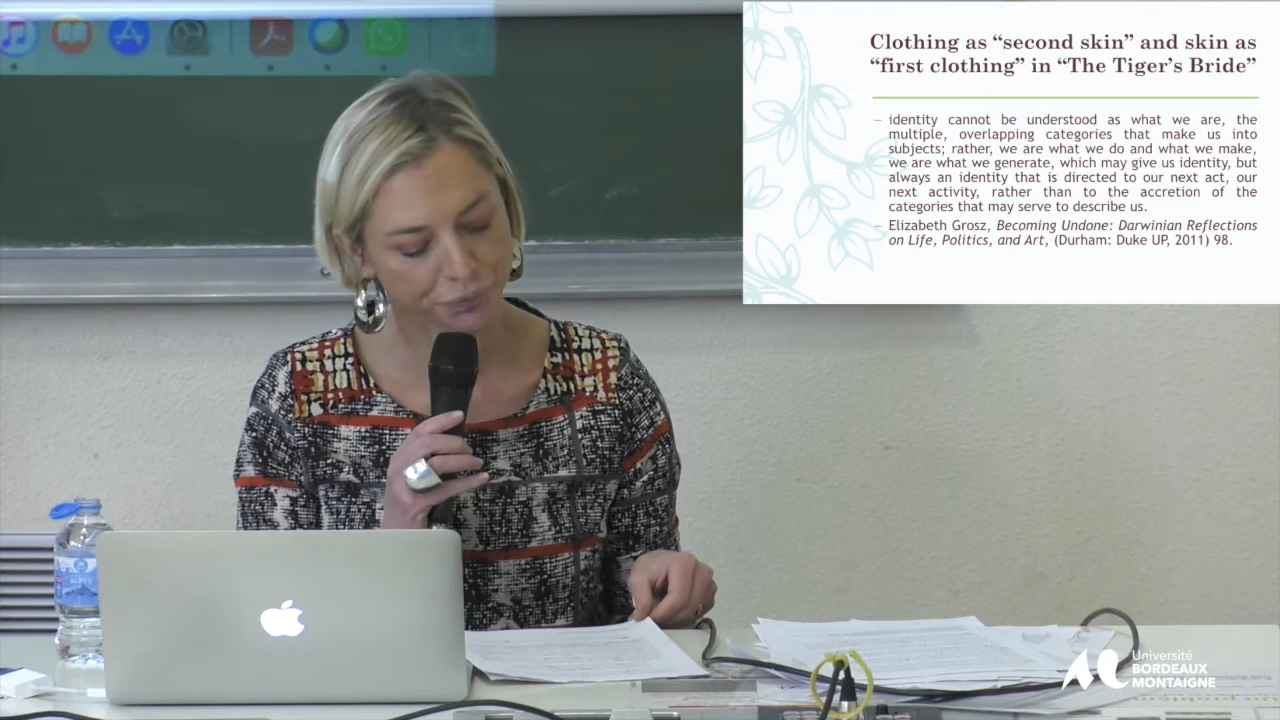 Clothing as “second skin” and skin as
“first clothing” in “The Tiger’s Bride”
– identity cannot be understood as what we are, the
multiple, overlapping categories that make us into
subjects; rather, we are what we do and what we make,
we are what we generate, which may give us identity, but
always an identity that is directed to our next act, our
next activity, rather than to the accretion of the
categories that may serve to describe us.
– Elizabeth Grosz, Becoming Undone: Darwinian Reflections
on Life, Politics, and Art, (Durham: Duke UP, 2011) 98.
Université
BORDEAUX
MONTAIGNE